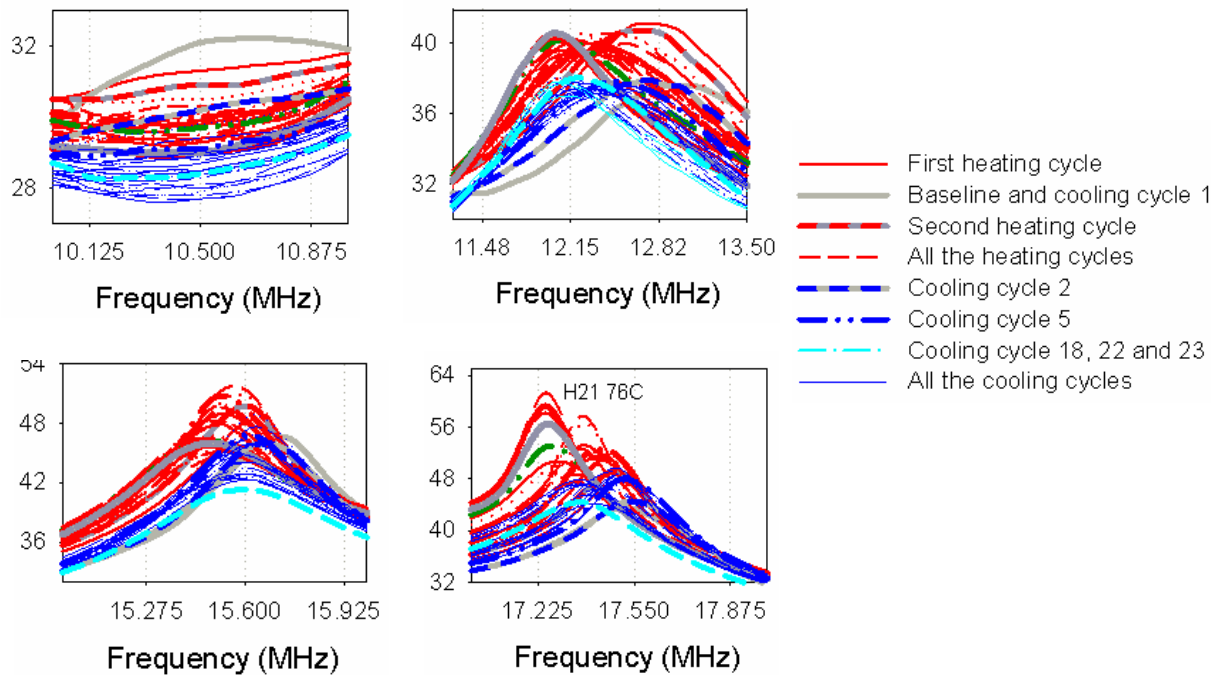 32
28
10.125 10.500 10.875
Frequency (MHz)
40
36
32
11.48 12.15 12.82 13.50
Frequency (MHz)
First heating cycle
Baseline and cooling cycle 1
Second heating cycle
All the heating cycles
Cooling cycle 2
Cooling cycle 5
Cooling cycle 18, 22 and 23
All the cooling cycles
54
48
42
36
15.275 15.600 15.925
Frequency (MHz)
64
56
48
40
32
H21 76C
17.225 17.550 17.875
Frequency (MHz)